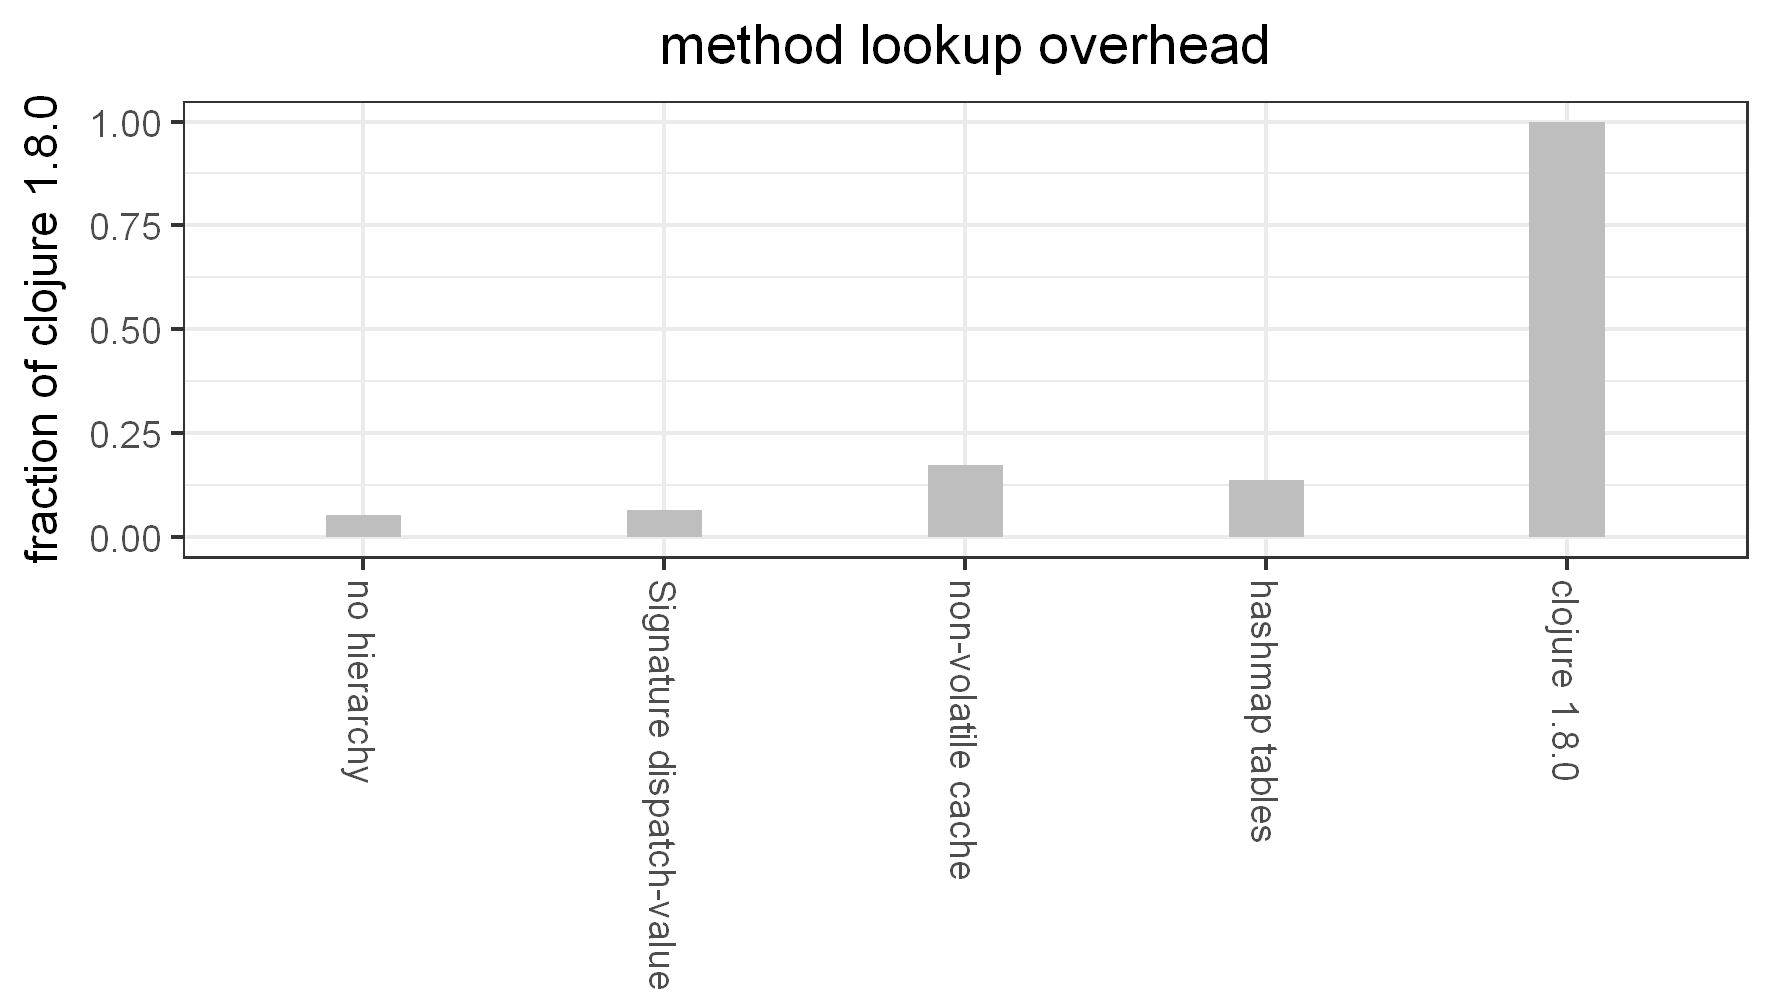 method lookup overhead
fraction of clojure 1.8.0
1.00
0.75
0.50
0.25
0.00
no hierarchy
Signature dispatch-value
non-volatile cache
hashmap tables
clojure 1.8.0